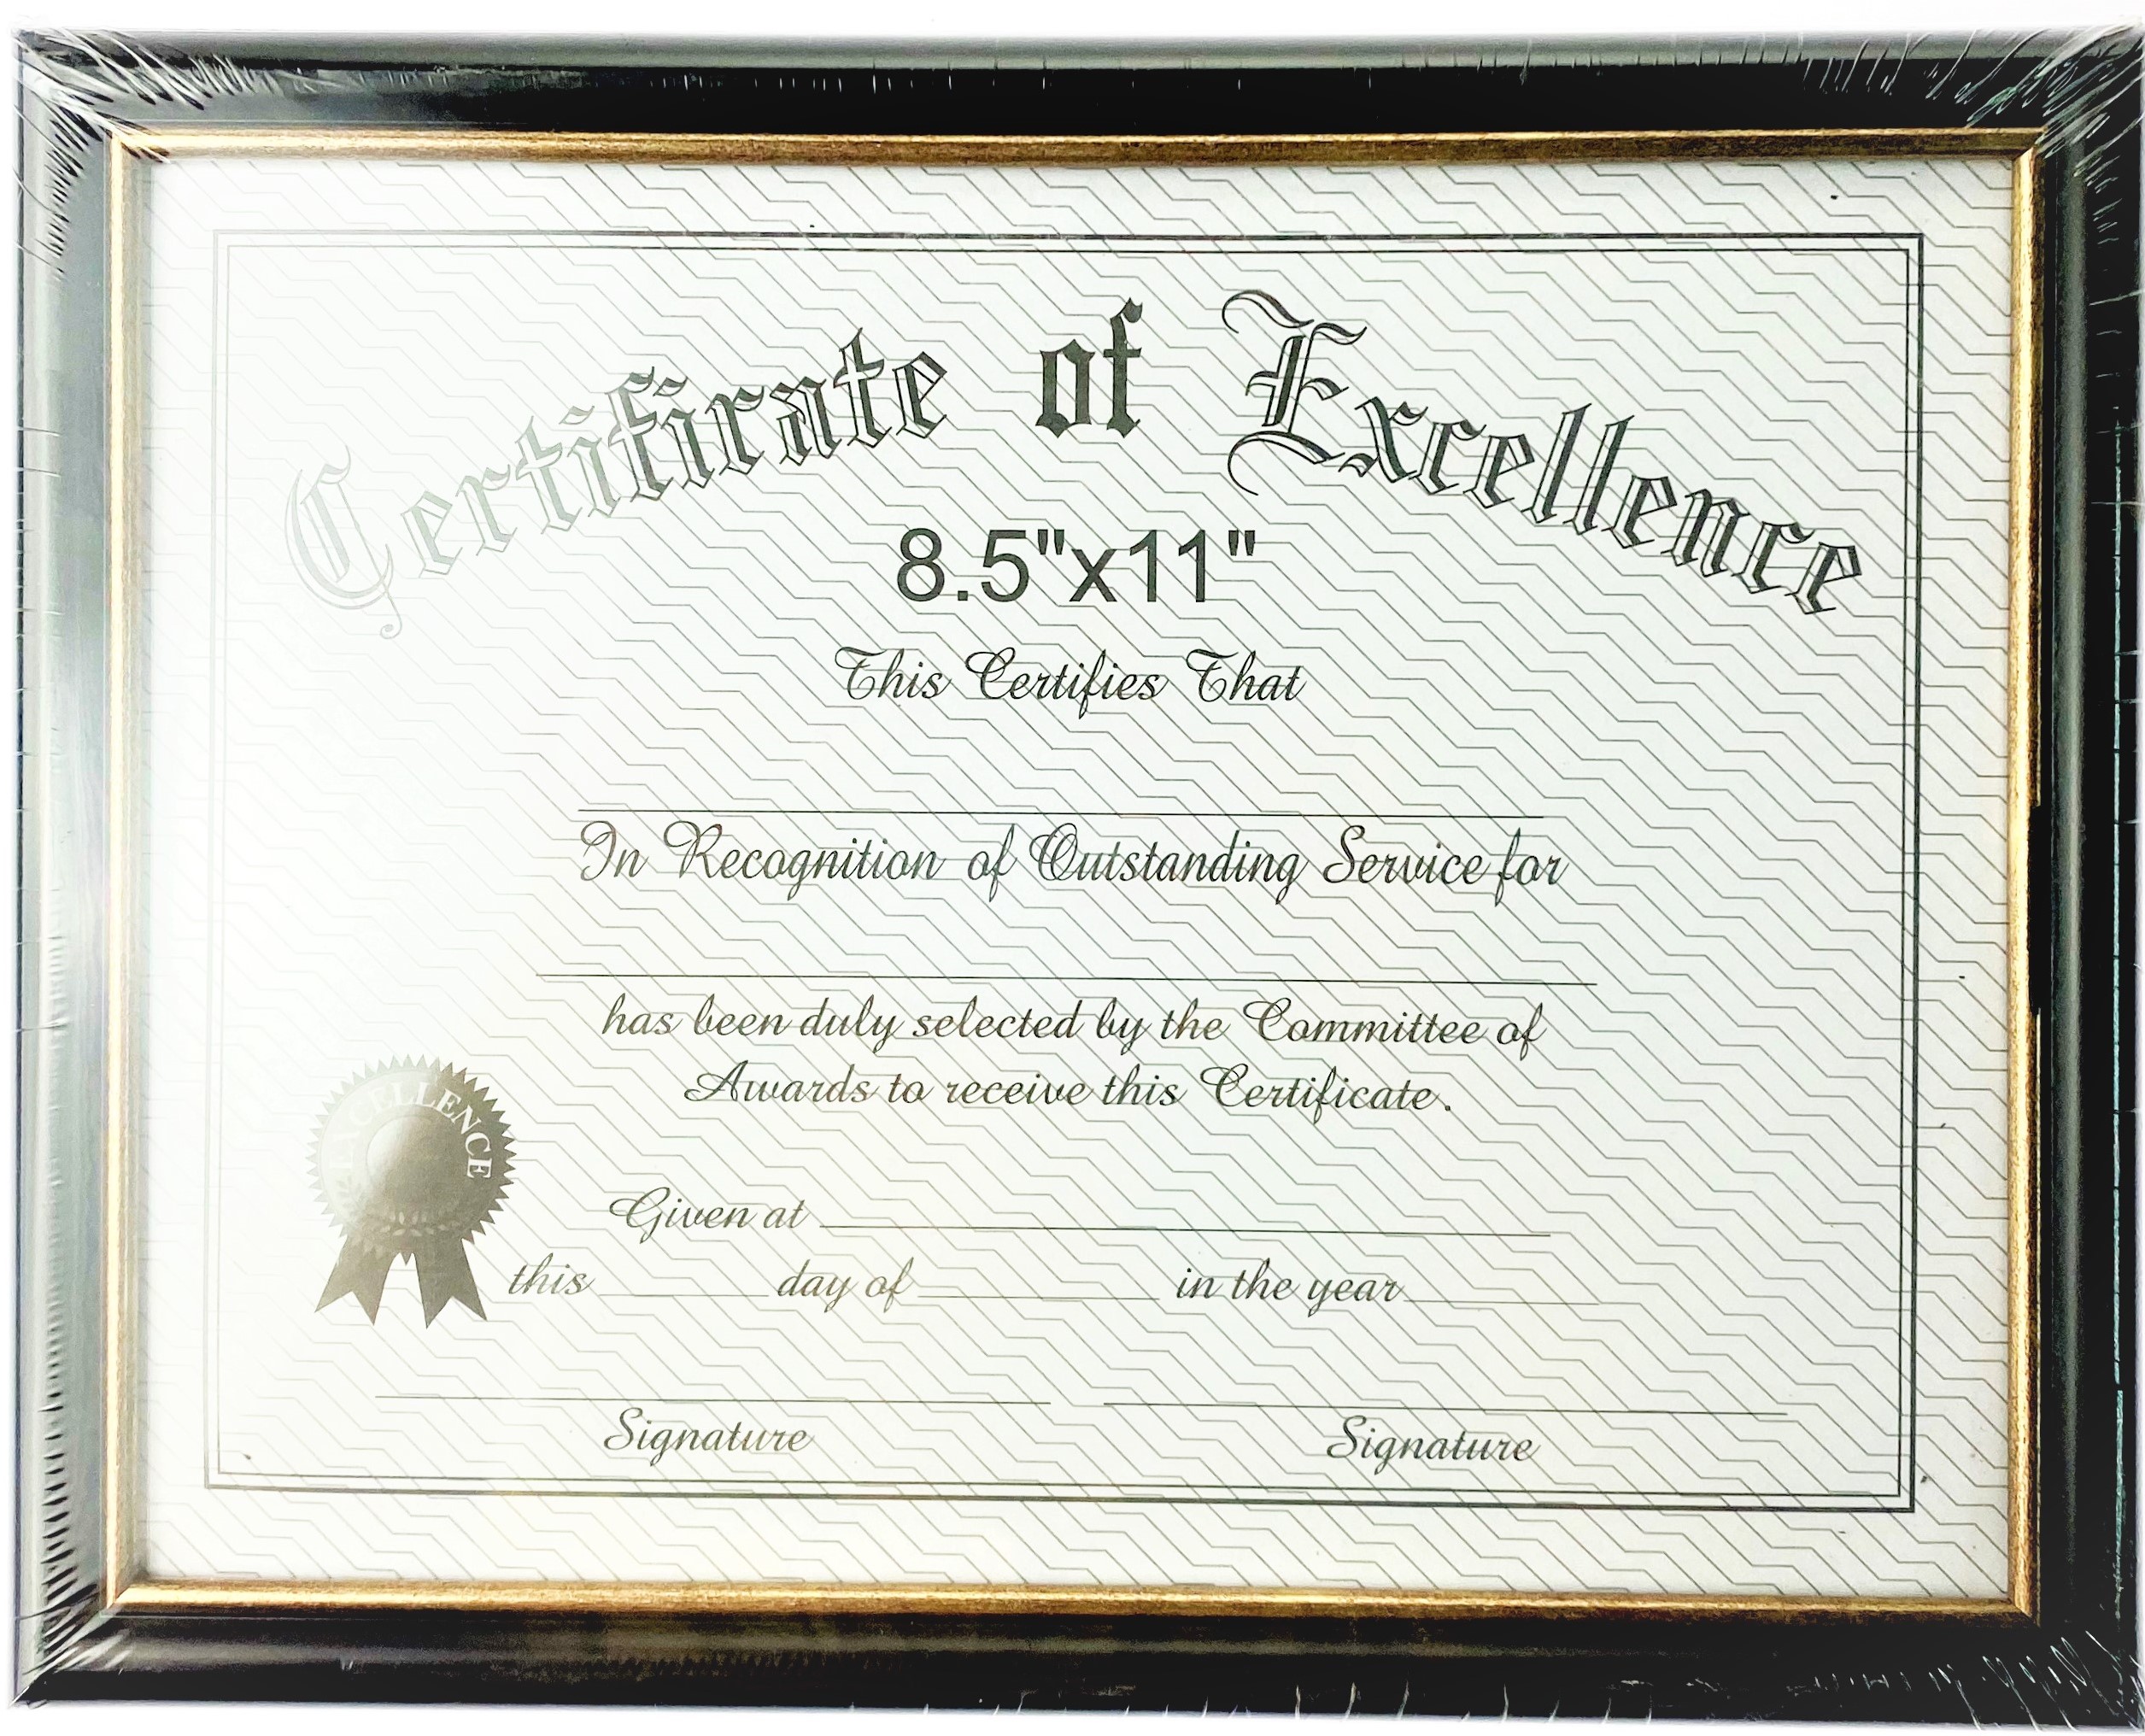 Certificate of Excellence
8.5"x11"
This Certifies That
In Recognition of Outstanding Service for
has been duly selected by the Committee of
Awards to receive this Certificate.
EXCELLENCE
Given at
this day of in the year
Signature Signature